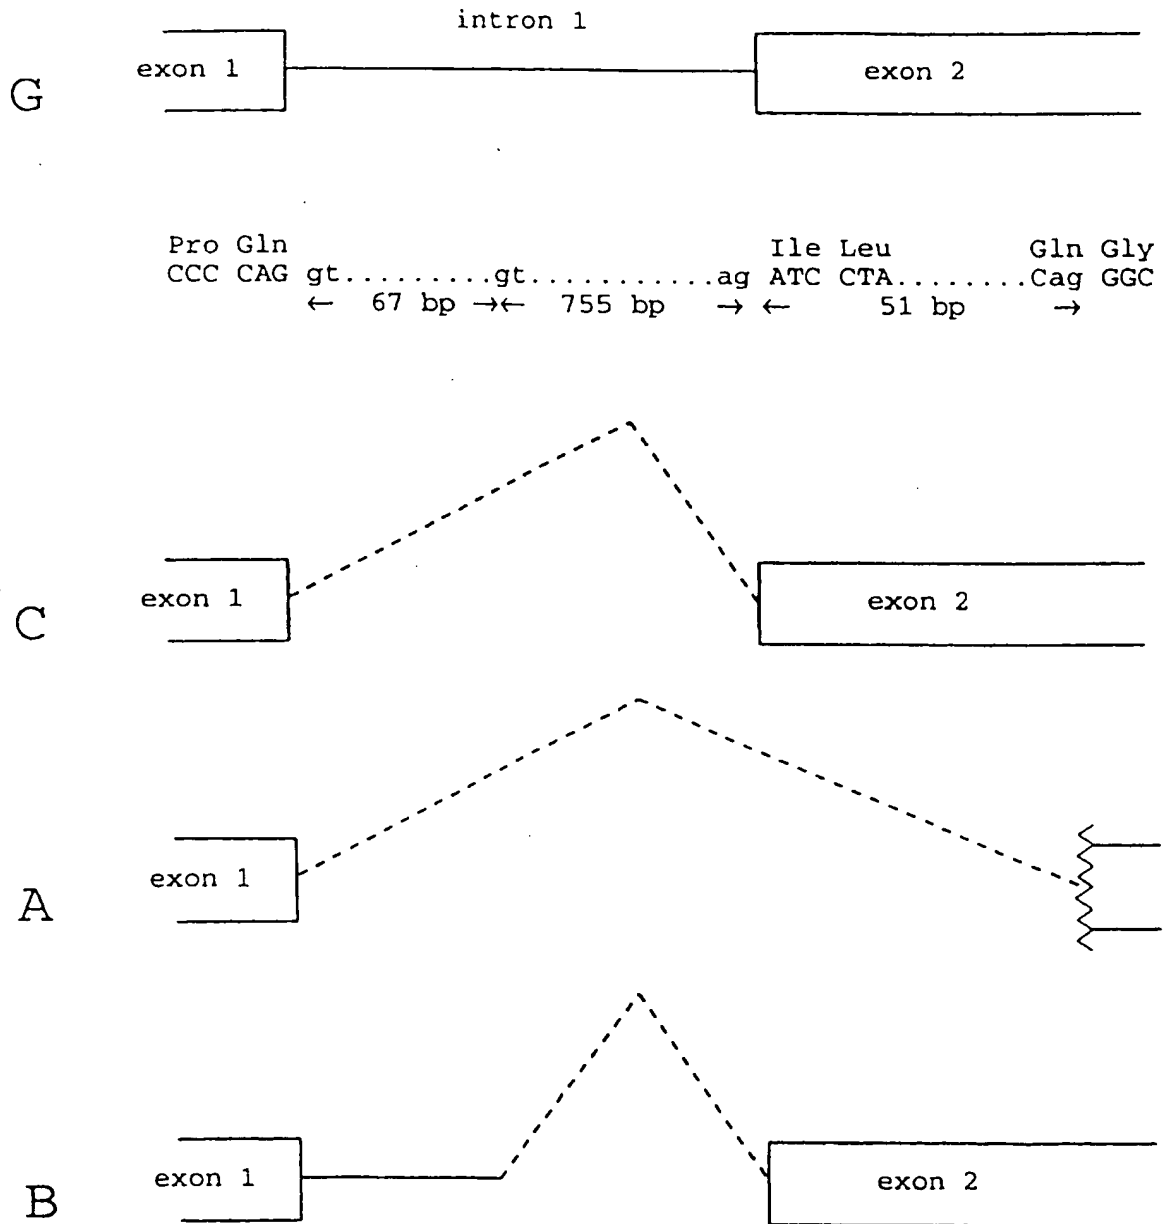 intron 1
exon 1 exon 2
G
Pro Gln Ile Leu Gln Gly
CCC CAG gt.........gt...........ag ATC CTA........Cag GGC
← 67 bp →← 755 bp → ← 51 bp →
exon 1 exon 2
C
exon 1
A
exon 1 exon 2
B